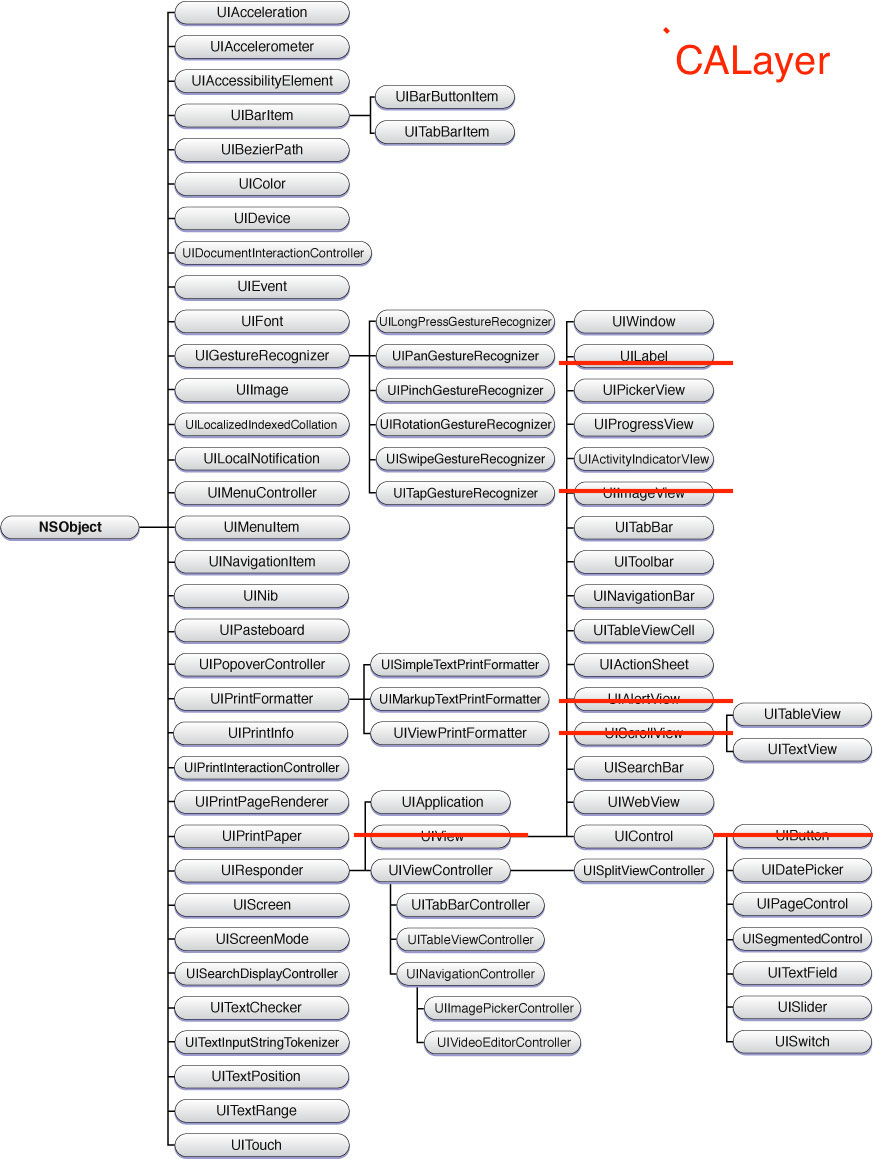 CALayer
NSObject
UIAcceleration
UIAccelerometer
UIAccessibilityElement
UIBarItem
UIBarButtonItem
UITabBarItem
UIBezierPath
UIColor
UIDevice
UIDocumentInteractionController
UIEvent
UIFont
UIGestureRecognizer
UILongPressGestureRecognizer
UIPanGestureRecognizer
UIPinchGestureRecognizer
UIRotationGestureRecognizer
UISwipeGestureRecognizer
UITapGestureRecognizer
UIImage
UILocalizedIndexedCollation
UILocalNotification
UIMenuController
UIMenuItem
UINavigationItem
UINib
UIPasteboard
UIPopoverController
UIPrintFormatter
UISimpleTextPrintFormatter
UIMarkupTextPrintFormatter
UIViewPrintFormatter
UIPrintInfo
UIPrintInteractionController
UIPrintPageRenderer
UIPrintPaper
UIResponder
UIApplication
UIView
UIWindow
UILabel
UIPickerView
UIProgressView
UIActivityIndicatorVIew
UIImageView
UITabBar
UIToolbar
UINavigationBar
UITableViewCell
UIActionSheet
UIAlertView
UIScrollView
UITableView
UITextView
UISearchBar
UIWebView
UIControl
UIButton
UIDatePicker
UIPageControl
UISegmentedControl
UITextField
UISlider
UISwitch
UIViewController
UISplitViewController
UITabBarController
UITableViewController
UINavigationController
UIImagePickerController
UIVideoEditorController
UIScreen
UIScreenMode
UISearchDisplayController
UITextChecker
UITextInputStringTokenizer
UITextPosition
UITextRange
UITouch